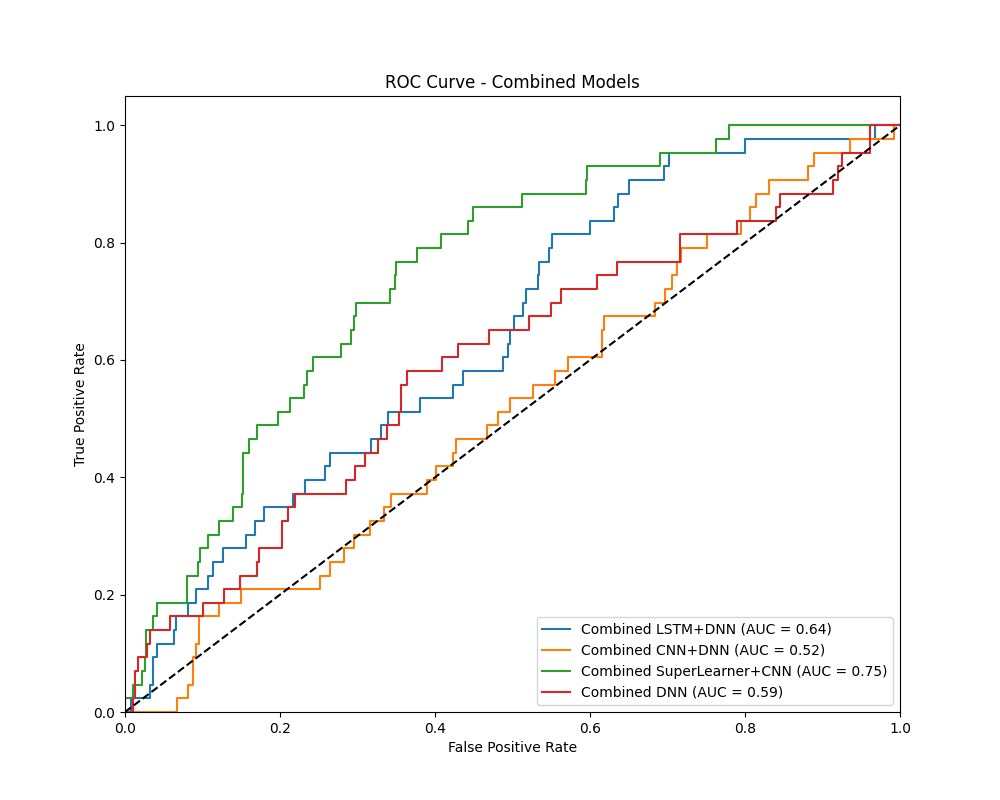 ROC Curve - Combined Models
True Positive Rate
1.0
0.8
0.6
0.4
0.2
0.0
Combined LSTM+DNN (AUC = 0.64)
Combined CNN+DNN (AUC = 0.52)
Combined SuperLearner+CNN (AUC = 0.75)
Combined DNN (AUC = 0.59)
0.0 0.2 0.4 0.6 0.8 1.0
False Positive Rate